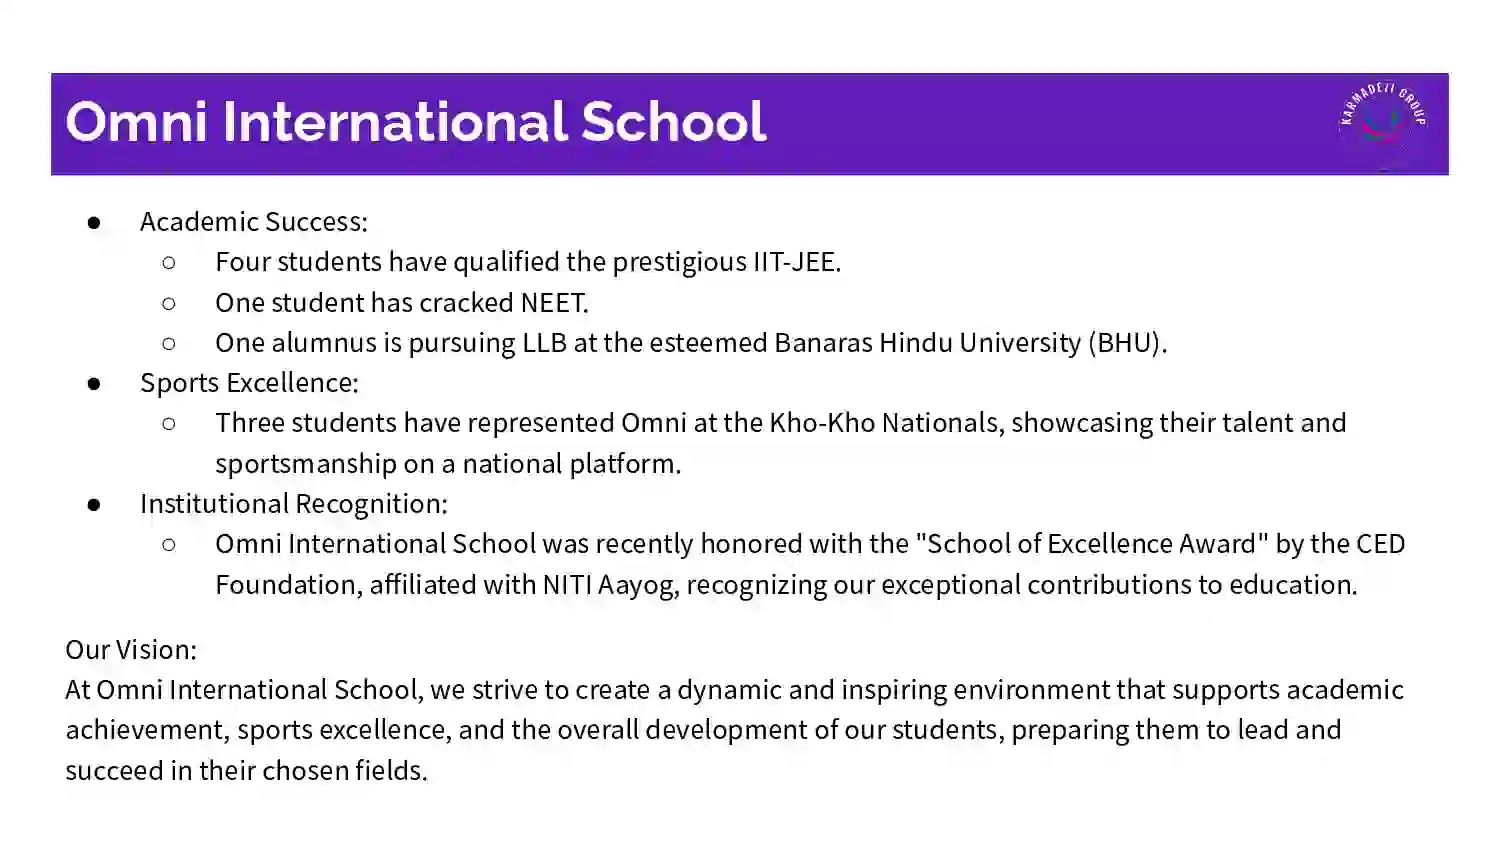 Omni International School
KARMADEZI GROUP
● Academic Success:
○ Four students have qualified the prestigious IIT-JEE.
○ One student has cracked NEET.
○ One alumnus is pursuing LLB at the esteemed Banaras Hindu University (BHU).
● Sports Excellence:
○ Three students have represented Omni at the Kho-Kho Nationals, showcasing their talent and
sportsmanship on a national platform.
● Institutional Recognition:
○ Omni International School was recently honored with the "School of Excellence Award" by the CED
Foundation, affiliated with NITI Aayog, recognizing our exceptional contributions to education.
Our Vision:
At Omni International School, we strive to create a dynamic and inspiring environment that supports academic
achievement, sports excellence, and the overall development of our students, preparing them to lead and
succeed in their chosen fields.